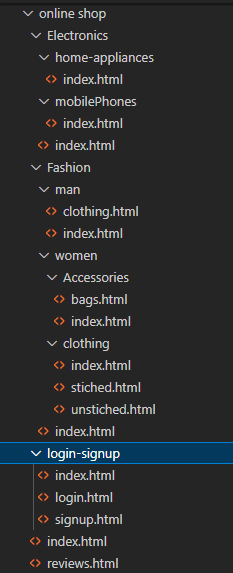 online shop
Electronics
home-appliances
index.html
mobilePhones
index.html
index.html
Fashion
man
clothing.html
index.html
women
Accessories
bags.html
index.html
clothing
index.html
stiched.html
unstiched.html
index.html
login-signup
index.html
login.html
signup.html
index.html
reviews.html